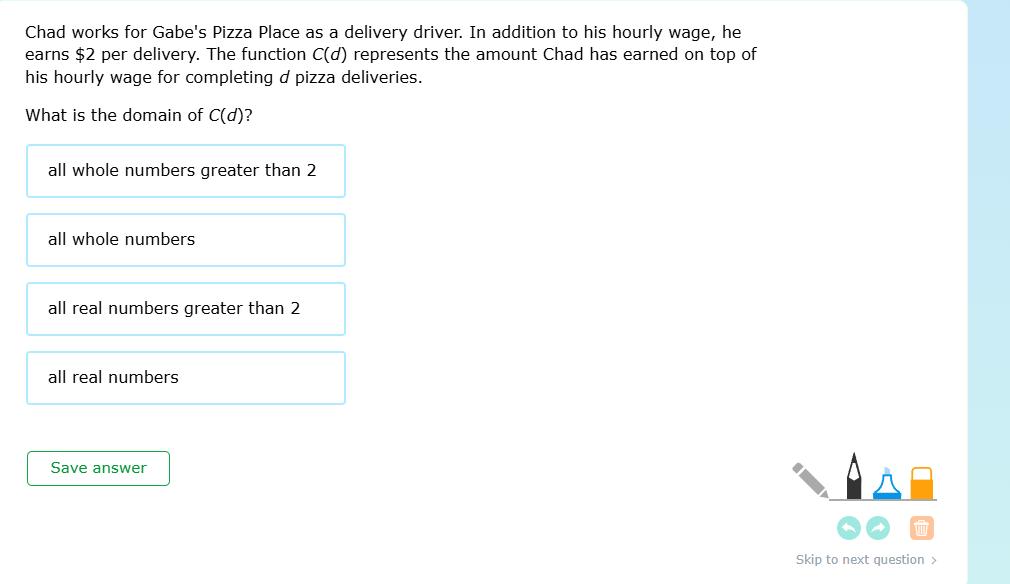 Chad works for Gabe's Pizza Place as a delivery driver. In addition to his hourly wage, he
earns $2 per delivery. The function C(d) represents the amount Chad has earned on top of
his hourly wage for completing d pizza deliveries.
What is the domain of C(d)?
all whole numbers greater than 2
all whole numbers
all real numbers greater than 2
all real numbers
Save answer
Skip to next question >